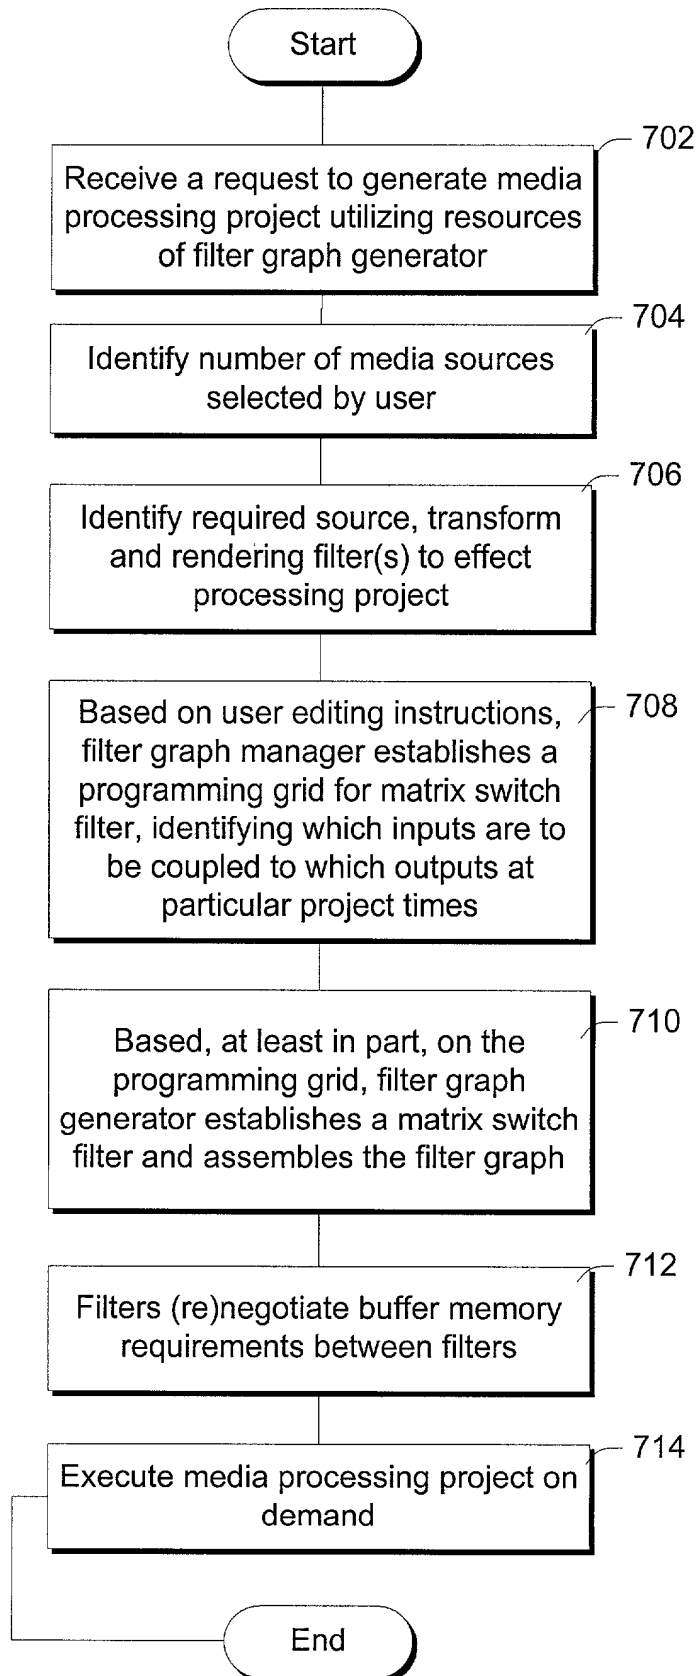 Start
702
Receive a request to generate media
processing project utilizing resources
of filter graph generator
704
Identify number of media sources
selected by user
706
Identify required source, transform
and rendering filter(s) to effect
processing project
708
Based on user editing instructions,
filter graph manager establishes a
programming grid for matrix switch
filter, identifying which inputs are to
be coupled to which outputs at
particular project times
710
Based, at least in part, on the
programming grid, filter graph
generator establishes a matrix switch
filter and assembles the filter graph
712
Filters (re)negotiate buffer memory
requirements between filters
714
Execute media processing project on
demand
End